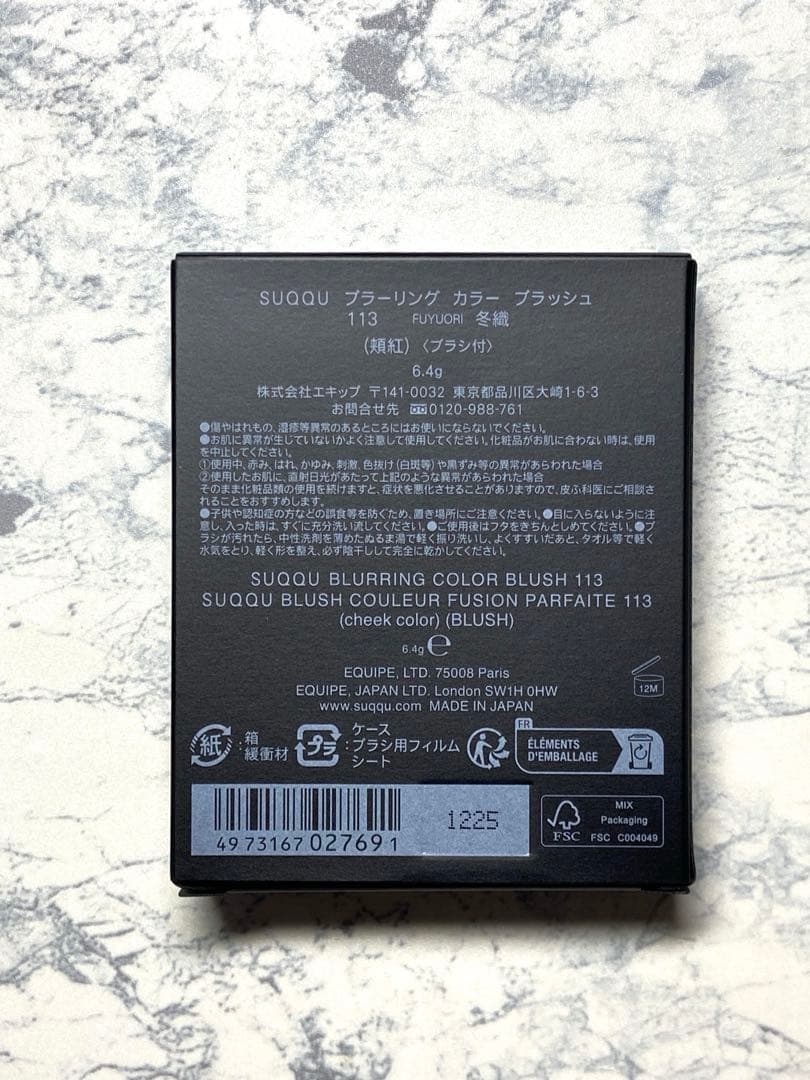 SUQQU ブラーリング カラー ブラッシュ
113 FUYUORI 冬織
(頬紅)〈ブラシ付〉
6.4g
株式会社エキップ 〒141-0032 東京都品川区大崎1-6-3
お問合せ先 0120-988-761
●傷やはれもの、湿疹等異常のあるところにはお使いにならないでください。
●お肌に異常が生じていないかよく注意して使用してください。化粧品がお肌に合わない時は、使用
を中止してください。
①使用中、赤み、はれ、かゆみ、刺激、色抜け(白斑等)や黒ずみ等の異常があらわれた場合
②使用したお肌に、直射日光があたって上記のような異常があらわれた場合
そのまま化粧品類の使用を続けますと、症状を悪化させることがありますので、皮ふ科医にご相談さ
れることをおすすめします。
●子供や認知症の方などの誤食等を防ぐため、置き場所にご注意ください。●目に入らないように注
意し、入った時は、すぐに充分洗い流してください。●ご使用後はフタをきちんとしめてください。●ブ
ラシが汚れたら、中性洗剤を薄めたぬるま湯で軽く振り洗いし、よくすすいだあと、タオル等で軽く
水気をとり、軽く形を整え、必ず陰干しして完全に乾かしてください。
SUQQU BLURRING COLOR BLUSH 113
SUQQU BLUSH COULEUR FUSION PARFAITE 113
(cheek color) (BLUSH)
6.4g ℮
EQUIPE, LTD. 75008 Paris
EQUIPE, JAPAN LTD. London SW1H 0HW
www.suqqu.com MADE IN JAPAN
12M
紙 :箱
緩衝材
プラ ケース
:ブラシ用フィルム
シート
FR
ÉLÉMENTS
D'EMBALLAGE
4973167027691
1225
FSC
MIX
Packaging
FSC C004049